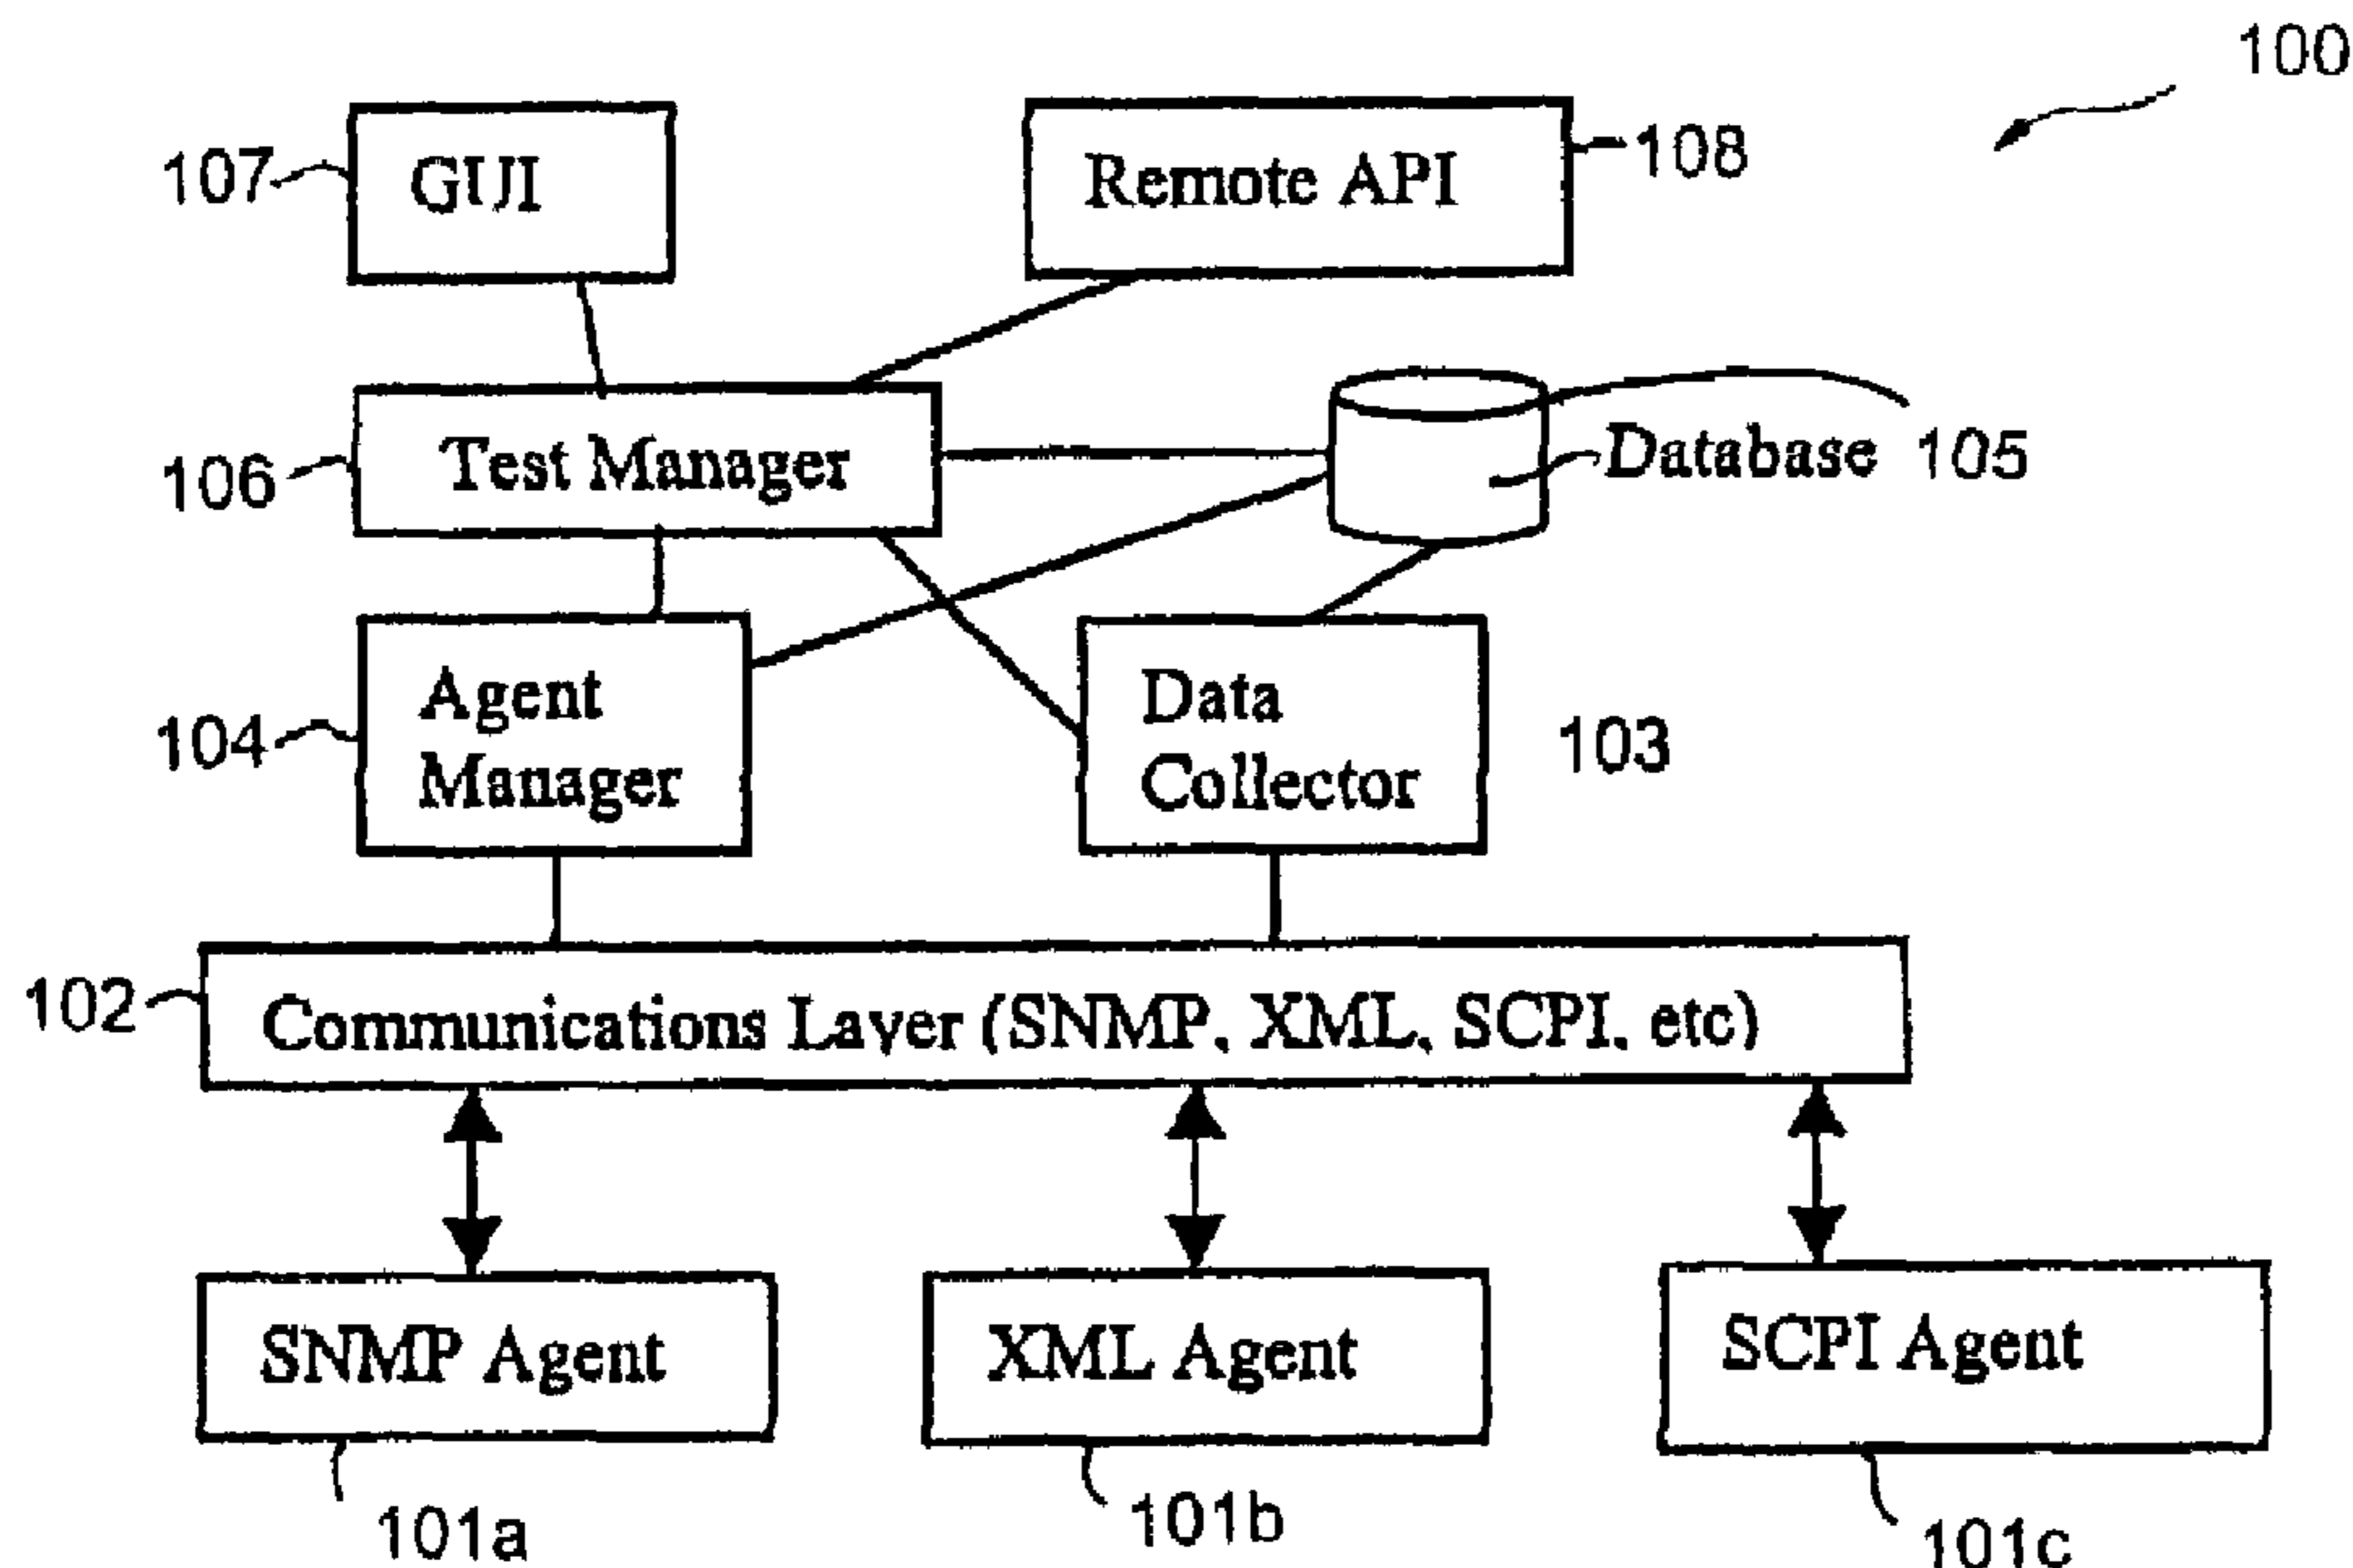 100
107
GUI
Remote API
108
106
Test Manager
Database
105
104
Agent
Manager
Data
Collector
103
102
Communications Layer (SNMP, XML, SCPI, etc)
SNMP Agent
XML Agent
SCPI Agent
101a
101b
101c